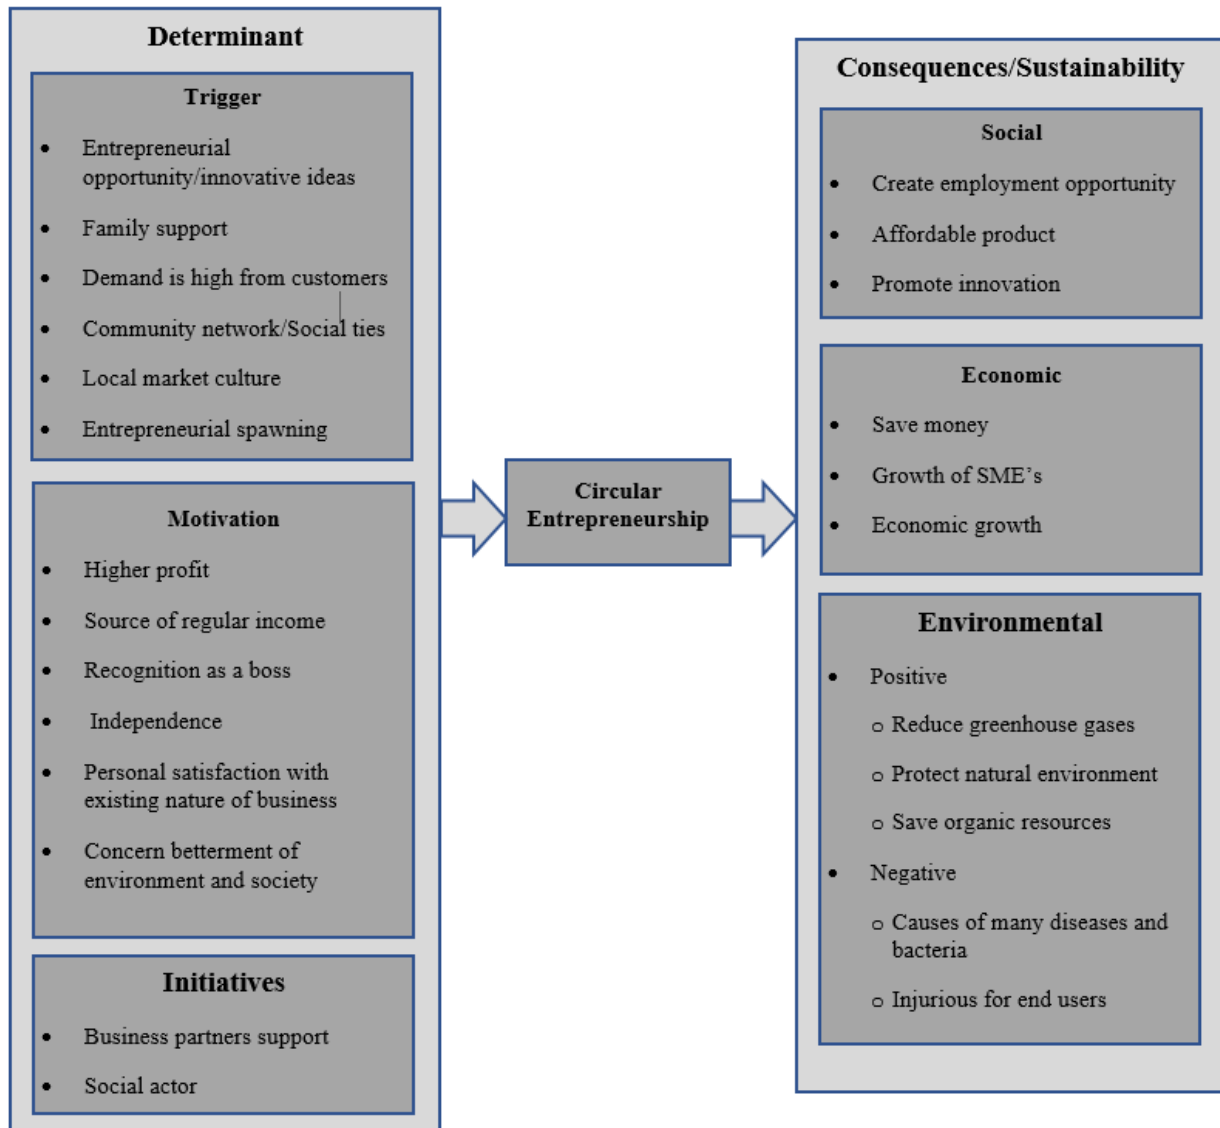 Determinant
Trigger
• Entrepreneurial
opportunity/innovative ideas
• Family support
• Demand is high from customers
• Community network/Social ties
• Local market culture
• Entrepreneurial spawning
Motivation
• Higher profit
• Source of regular income
• Recognition as a boss
• Independence
• Personal satisfaction with
existing nature of business
• Concern betterment of
environment and society
Initiatives
• Business partners support
• Social actor
Circular
Entrepreneurship
Consequences/Sustainability
Social
• Create employment opportunity
• Affordable product
• Promote innovation
Economic
• Save money
• Growth of SME’s
• Economic growth
Environmental
• Positive
o Reduce greenhouse gases
o Protect natural environment
o Save organic resources
• Negative
o Causes of many diseases and
bacteria
o Injurious for end users